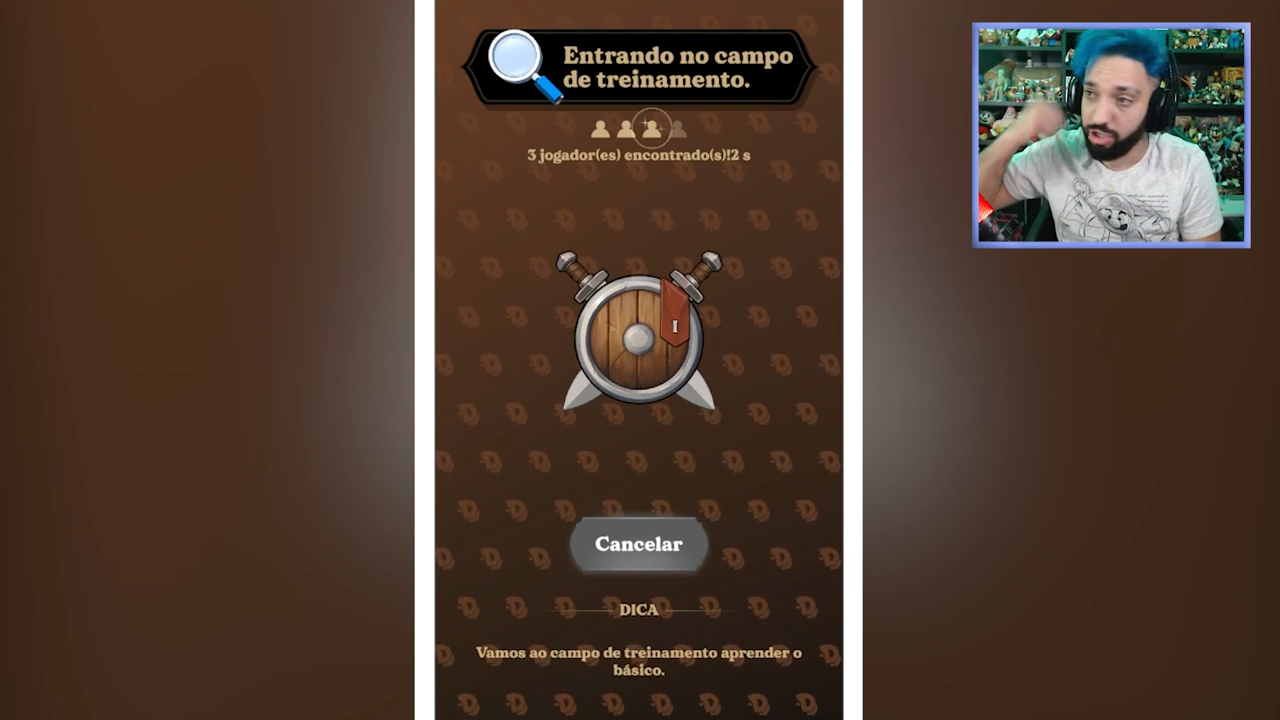 Entrando no campo
de treinamento.
3 jogador(es) encontrado(s)!2 s
I
Cancelar
DICA
Vamos ao campo de treinamento aprender o
básico.